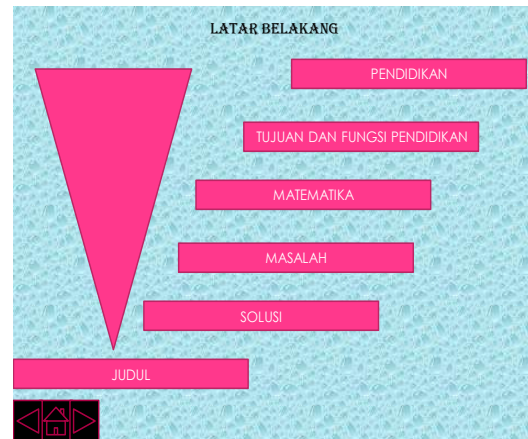 LATAR BELAKANG
PENDIDIKAN
TUJUAN DAN FUNGSI PENDIDIKAN
MATEMATIKA
MASALAH
SOLUSI
JUDUL